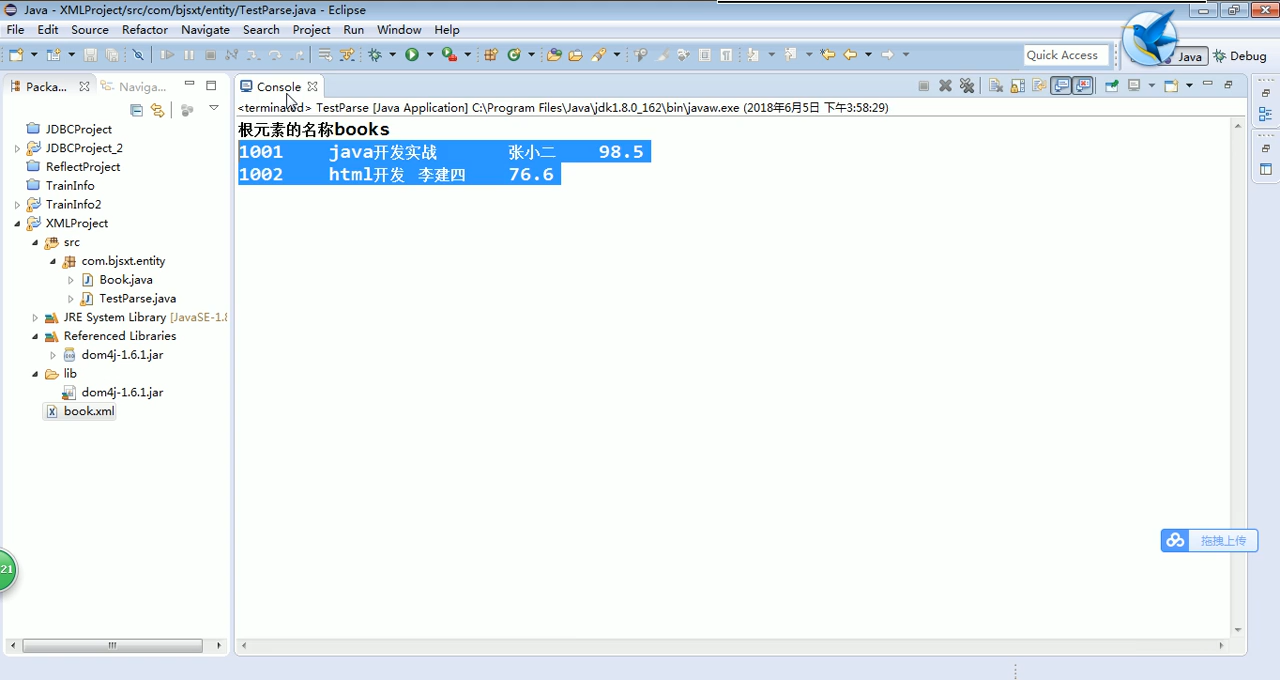 Java - XMLProject/src/com/bjsxt/entity/TestParse.java - Eclipse
File Edit Source Refactor Navigate Search Project Run Window Help
Quick Access
Java
Debug
Packa...
Naviga...
Console
<terminated> TestParse [Java Application] C:\Program Files\Java\jdk1.8.0_162\bin\javaw.exe (2018年6月5日 下午3:58:29)
根元素的名称books
1001 java开发实战 张小二 98.5
1002 html开发 李建四 76.6
JDBCProject
JDBCProject_2
ReflectProject
TrainInfo
TrainInfo2
XMLProject
src
com.bjsxt.entity
Book.java
TestParse.java
JRE System Library [JavaSE-1.8
Referenced Libraries
dom4j-1.6.1.jar
lib
dom4j-1.6.1.jar
book.xml
拖拽上传
21